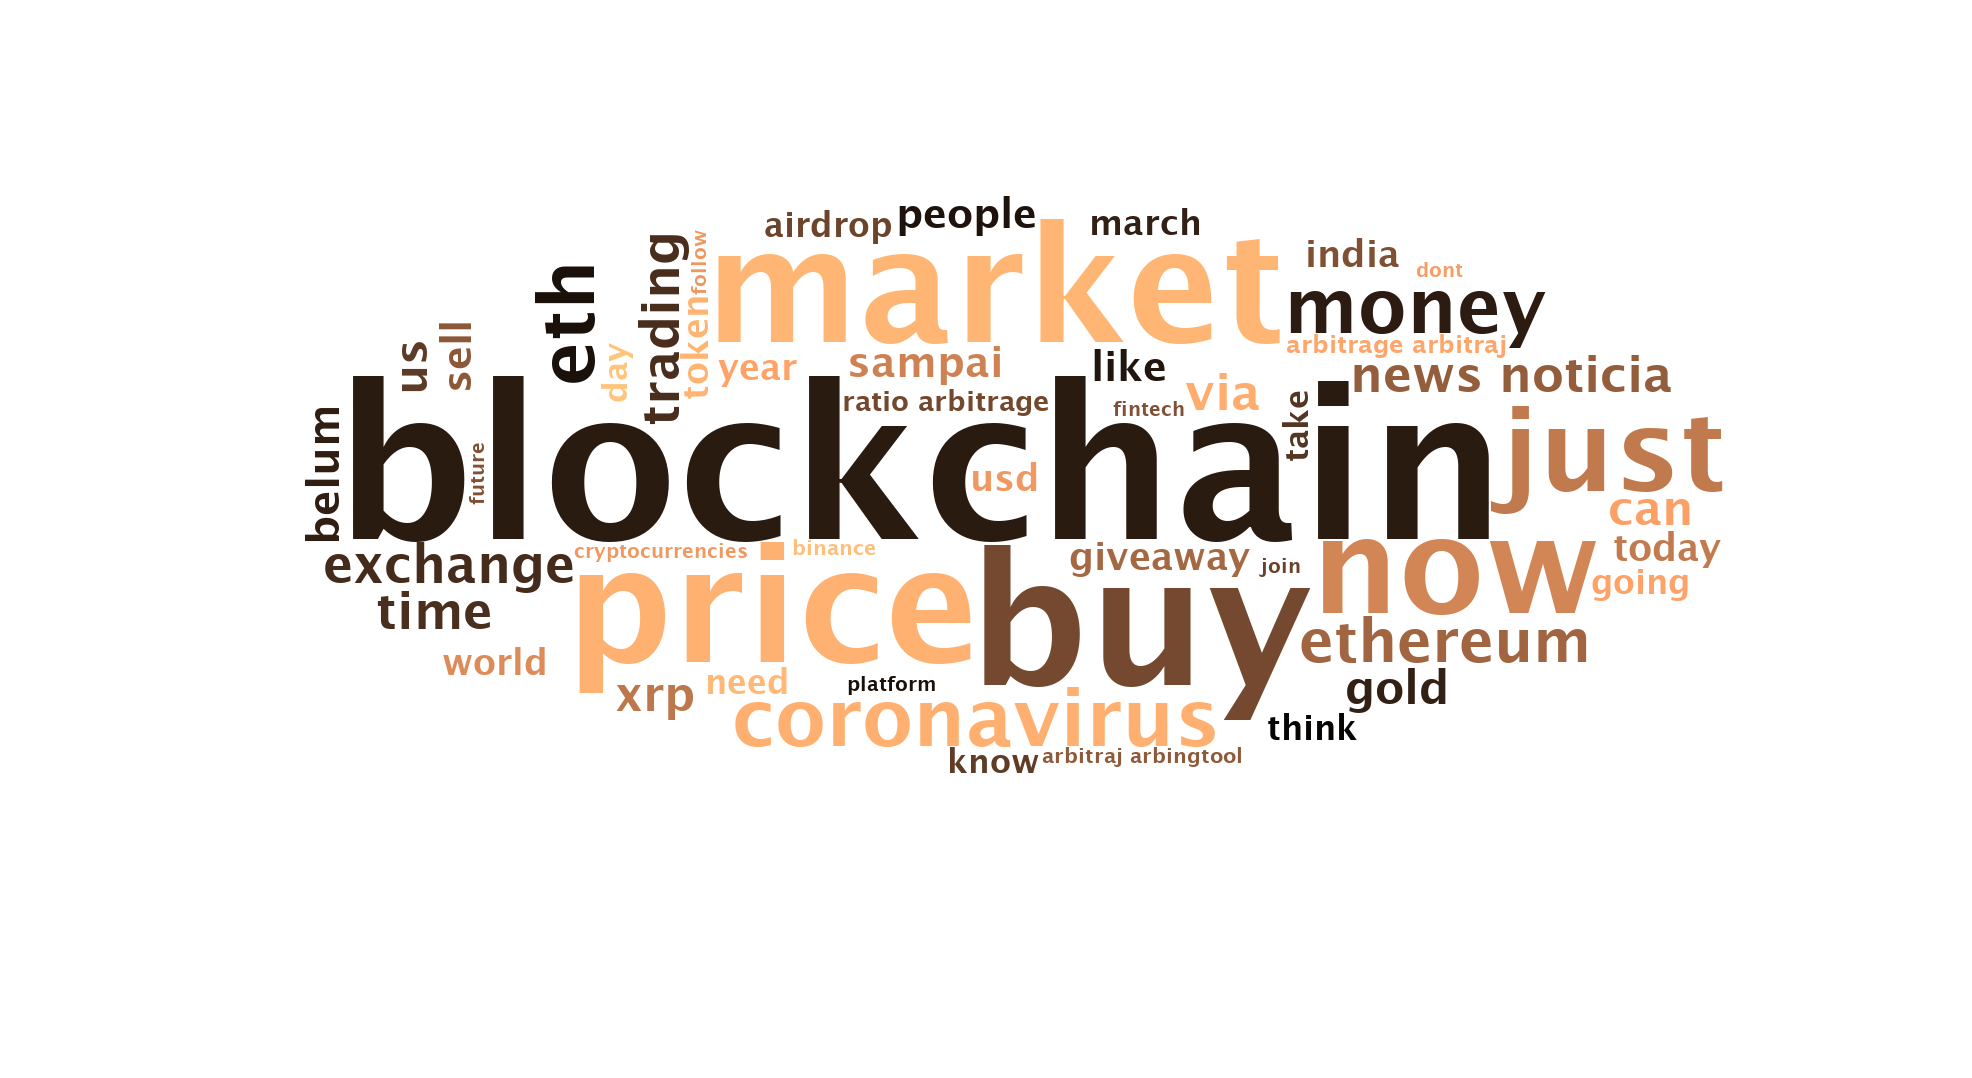 people
airdrop
march
market
india
dont
follow
trading
token
eth
money
arbitrage arbitraj
us
sell
day
year
sampai
like
via
news noticia
ratio arbitrage
fintech
take
just
belum
future
blockchain
usd
can
exchange
cryptocurrencies
binance
giveaway
join
now
today
going
time
price
buy
ethereum
world
xrp
need
platform
gold
coronavirus
think
know
arbitraj arbingtool